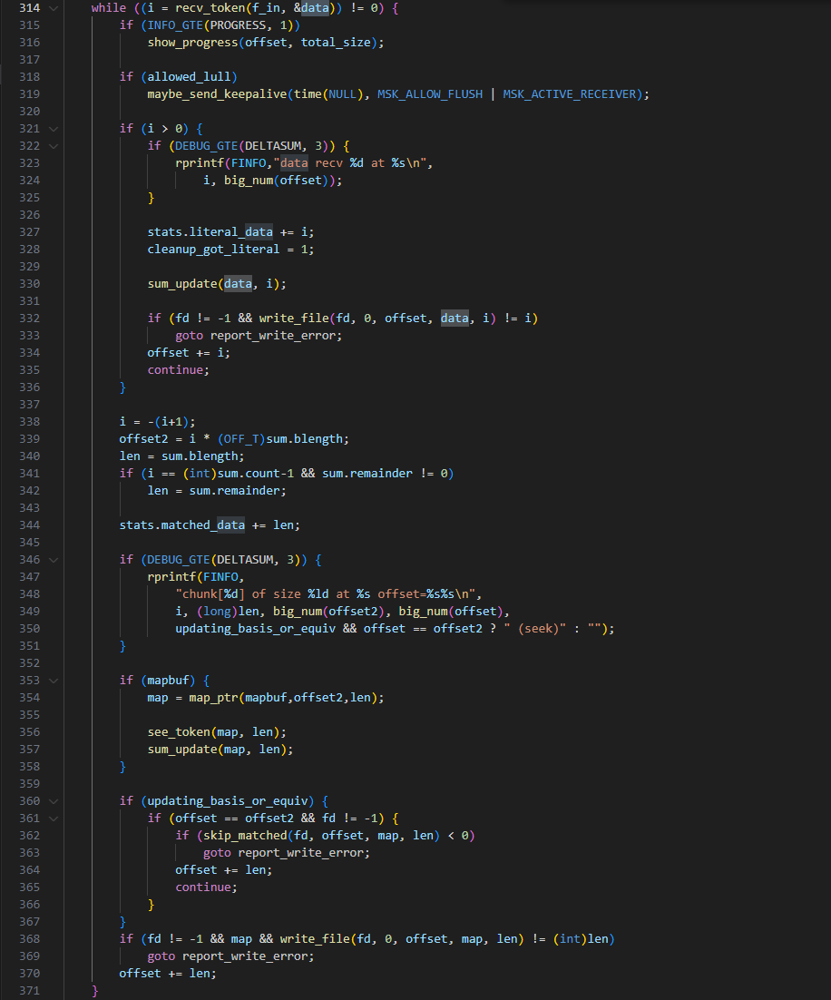 314 while ((i = recv_token(f_in, &data)) != 0) {
315 if (INFO_GTE(PROGRESS, 1))
316 show_progress(offset, total_size);
317
318 if (allowed_lull)
319 maybe_send_keepalive(time(NULL), MSK_ALLOW_FLUSH | MSK_ACTIVE_RECEIVER);
320
321 if (i > 0) {
322 if (DEBUG_GTE(DELTASUM, 3)) {
323 rprintf(FINFO,"data recv %d at %s\n",
324 i, big_num(offset));
325 }
326
327 stats.literal_data += i;
328 cleanup_got_literal = 1;
329
330 sum_update(data, i);
331
332 if (fd != -1 && write_file(fd, 0, offset, data, i) != i)
333 goto report_write_error;
334 offset += i;
335 continue;
336 }
337
338 i = -(i+1);
339 offset2 = i * (OFF_T)sum.blength;
340 len = sum.blength;
341 if (i == (int)sum.count-1 && sum.remainder != 0)
342 len = sum.remainder;
343
344 stats.matched_data += len;
345
346 if (DEBUG_GTE(DELTASUM, 3)) {
347 rprintf(FINFO,
348 "chunk[%d] of size %ld at %s offset=%s%s\n",
349 i, (long)len, big_num(offset2), big_num(offset),
350 updating_basis_or_equiv && offset == offset2 ? " (seek)" : "");
351 }
352
353 if (mapbuf) {
354 map = map_ptr(mapbuf,offset2,len);
355
356 see_token(map, len);
357 sum_update(map, len);
358 }
359
360 if (updating_basis_or_equiv) {
361 if (offset == offset2 && fd != -1) {
362 if (skip_matched(fd, offset, map, len) < 0)
363 goto report_write_error;
364 offset += len;
365 continue;
366 }
367 }
368 if (fd != -1 && map && write_file(fd, 0, offset, map, len) != (int)len)
369 goto report_write_error;
370 offset += len;
371 }